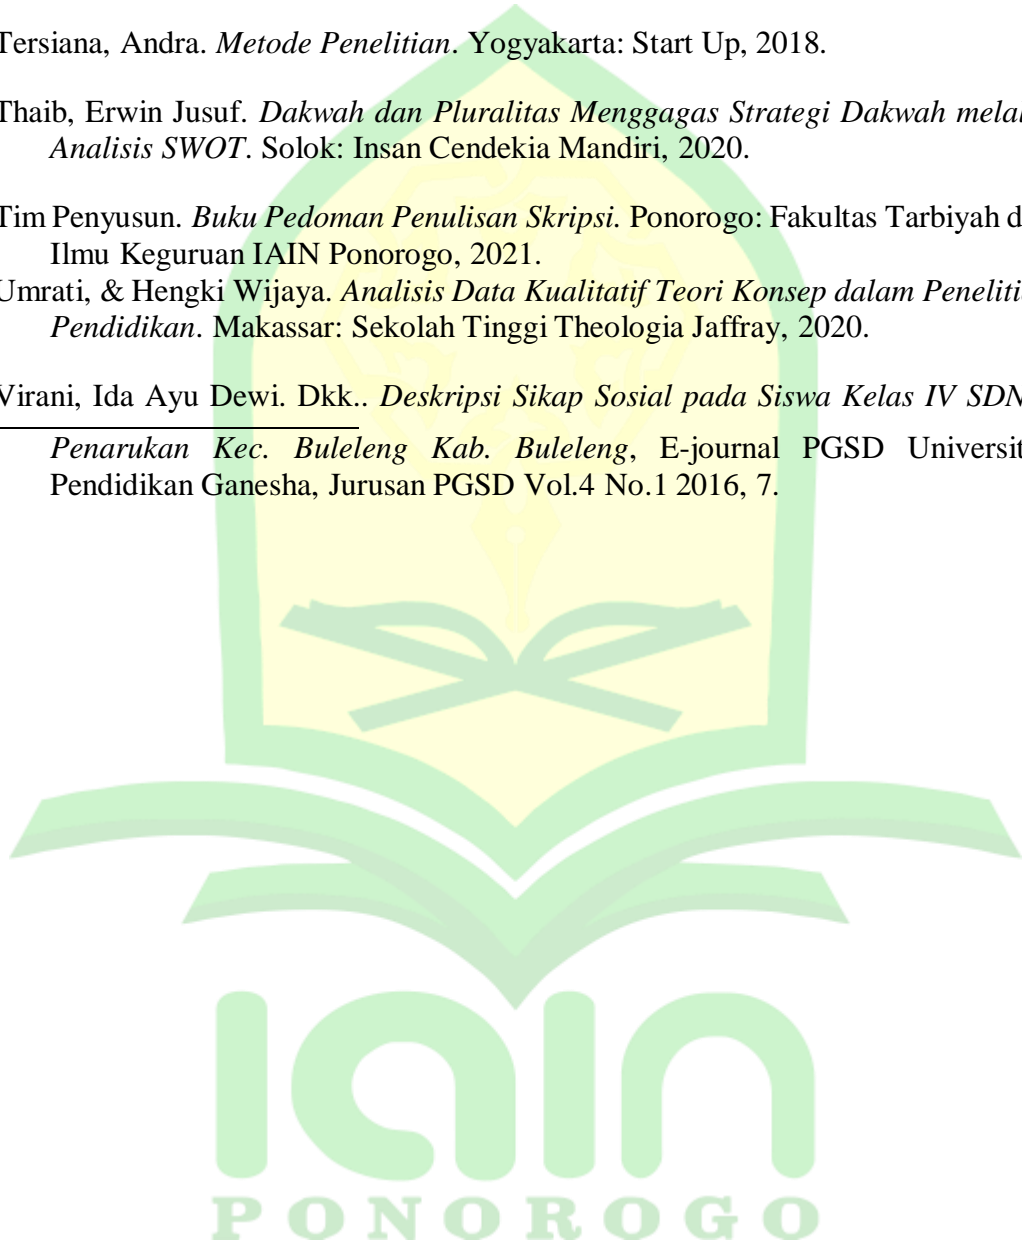 Tersiana, Andra. Metode Penelitian. Yogyakarta: Start Up, 2018.
Thaib, Erwin Jusuf. Dakwah dan Pluralitas Menggagas Strategi Dakwah
Analisis SWOT. Solok: Insan Cendekia Mandiri, 2020.
Tim Penyusun. Buku Pedoman Penulisan Skripsi. Ponorogo: Fakultas Tarbiyah
Ilmu Keguruan IAIN Ponorogo, 2021.
Umrati, & Hengki Wijaya. Analisis Data Kualitatif Teori Konsep dalam
Pendidikan. Makassar: Sekolah Tinggi Theologia Jaffray, 2020.
Virani, Ida Ayu Dewi. Dkk.. Deskripsi Sikap Sosial pada Siswa Kelas IV SDN
Penarukan Kec. Buleleng Kab. Buleleng, E-journal PGSD
Pendidikan Ganesha, Jurusan PGSD Vol.4 No.1 2016, 7.
IAIN
PONOROGO